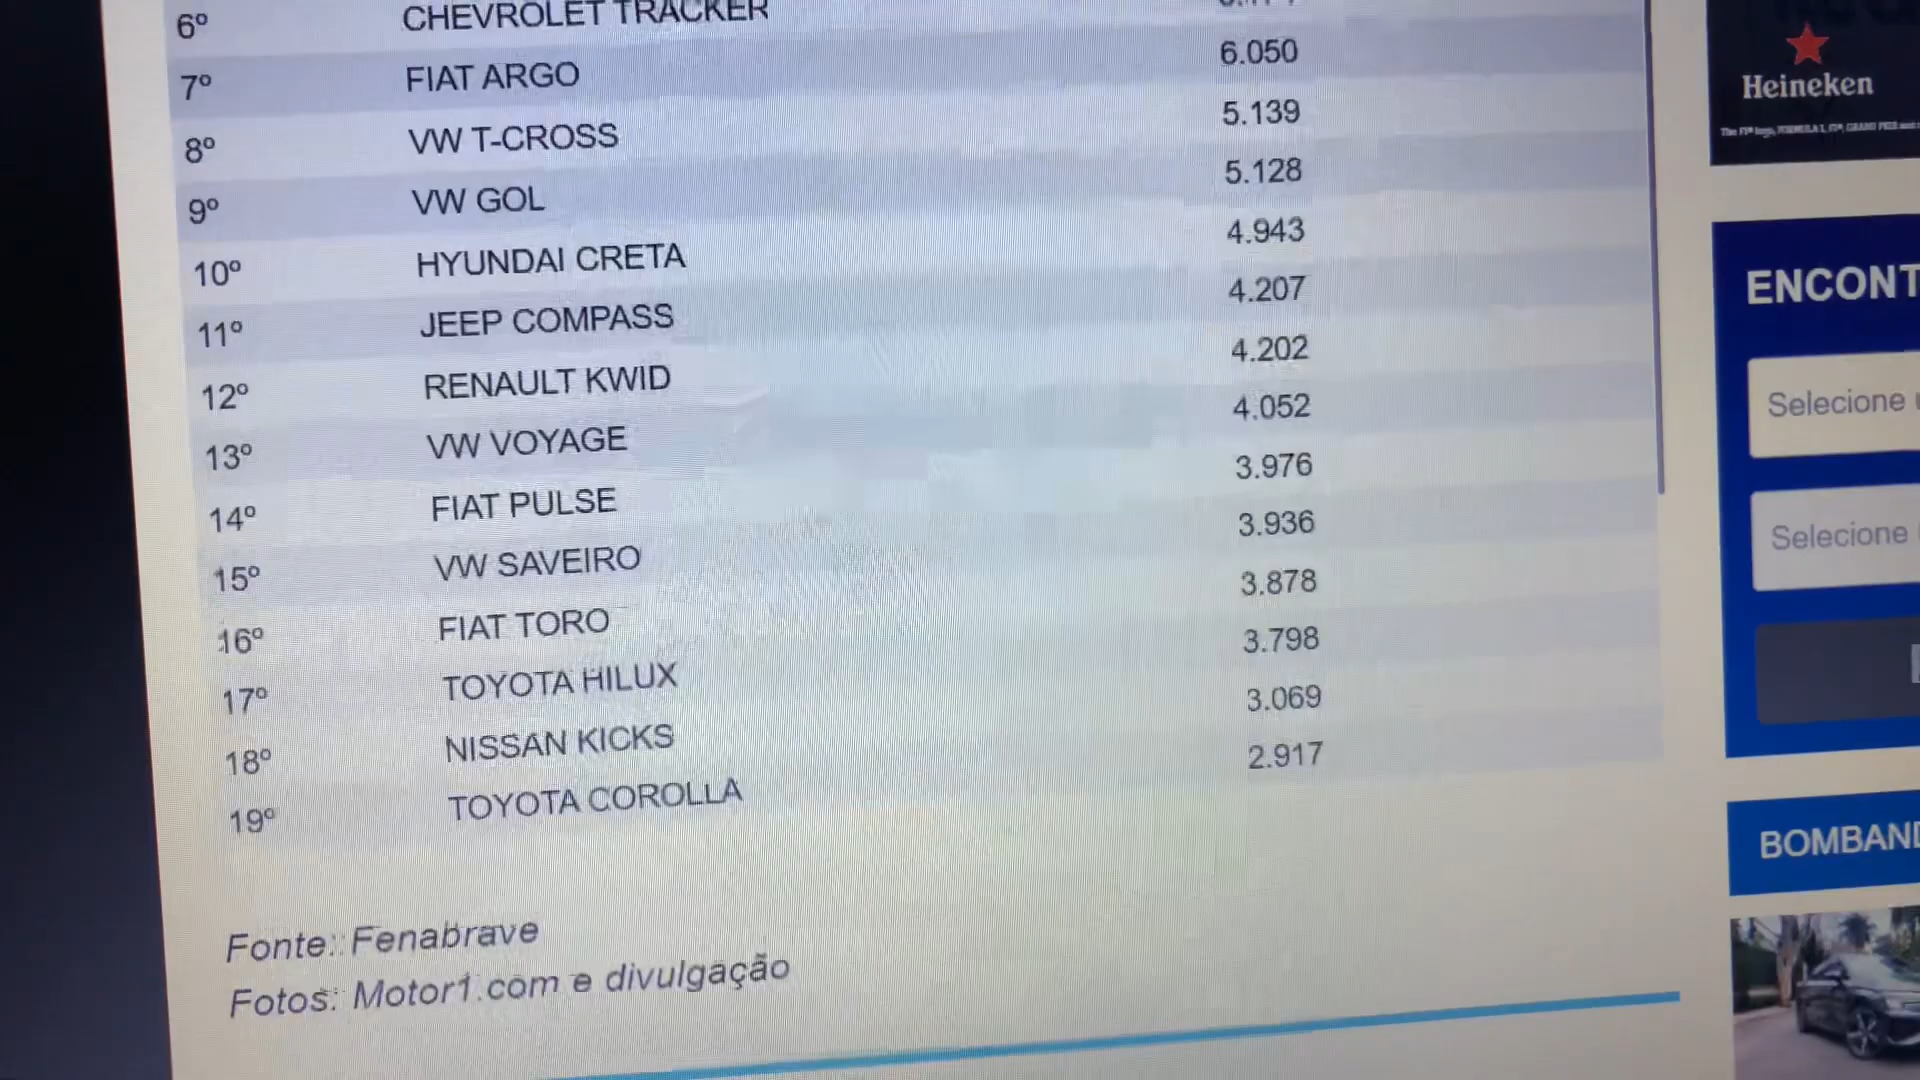 6º CHEVROLET TRACKER
7º FIAT ARGO 6.050
8º VW T-CROSS 5.139
9º VW GOL 5.128
10º HYUNDAI CRETA 4.943
11º JEEP COMPASS 4.207
12º RENAULT KWID 4.202
13º VW VOYAGE 4.052
14º FIAT PULSE 3.976
15º VW SAVEIRO 3.936
16º FIAT TORO 3.878
17º TOYOTA HILUX 3.798
18º NISSAN KICKS 3.069
19º TOYOTA COROLLA 2.917
Fonte: Fenabrave
Fotos: Motor1.com e divulgação
Heineken
ENCONT
Selecione
Selecione
BOMBAND